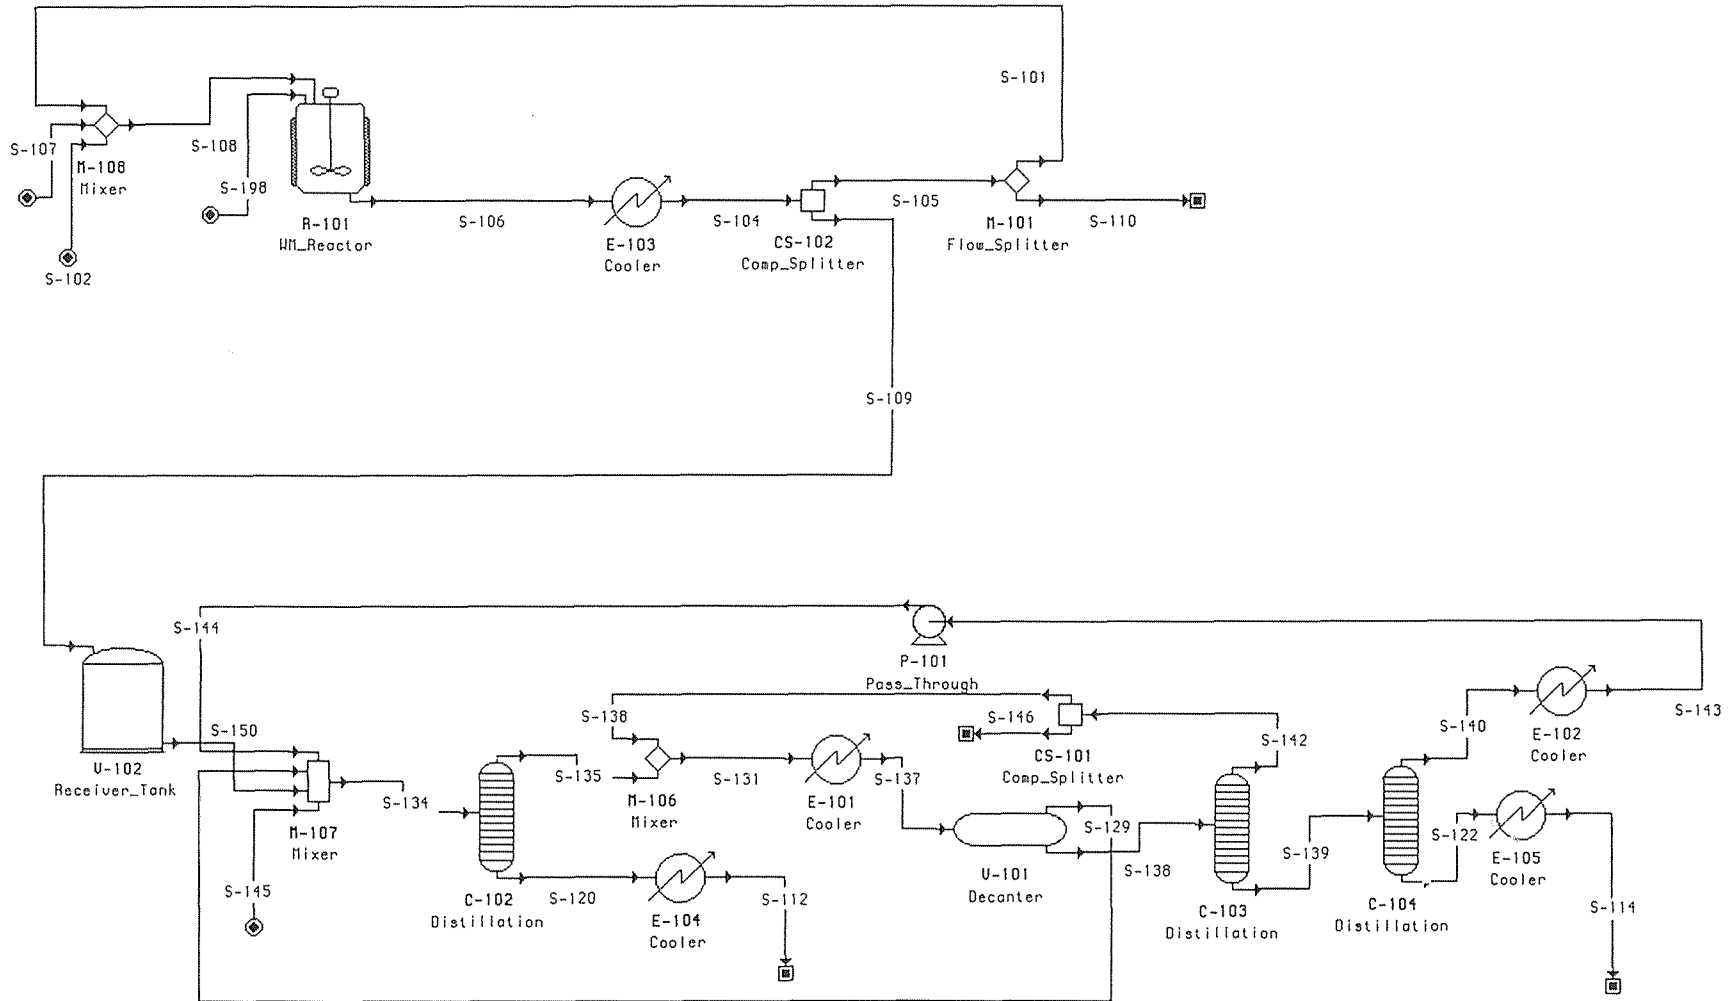 S-101
S-107
S-108
M-108
Mixer
S-198
S-105
R-101
WM_Reactor
S-106
S-104
S-110
E-103
Cooler
CS-102
Comp_Splitter
M-101
Flow_Splitter
S-102
S-109
S-144
P-101
Pass_Through
S-138
S-146
S-143
S-140
E-102
Cooler
S-150
S-142
CS-101
Comp_Splitter
V-102
Receiver_Tank
S-134
S-135
M-106
Mixer
S-131
E-101
Cooler
S-137
M-107
Mixer
S-129
S-122
S-139
E-105
Cooler
S-138
V-101
Decanter
S-145
C-102
Distillation
S-120
E-104
Cooler
S-112
C-103
Distillation
C-104
Distillation
S-114